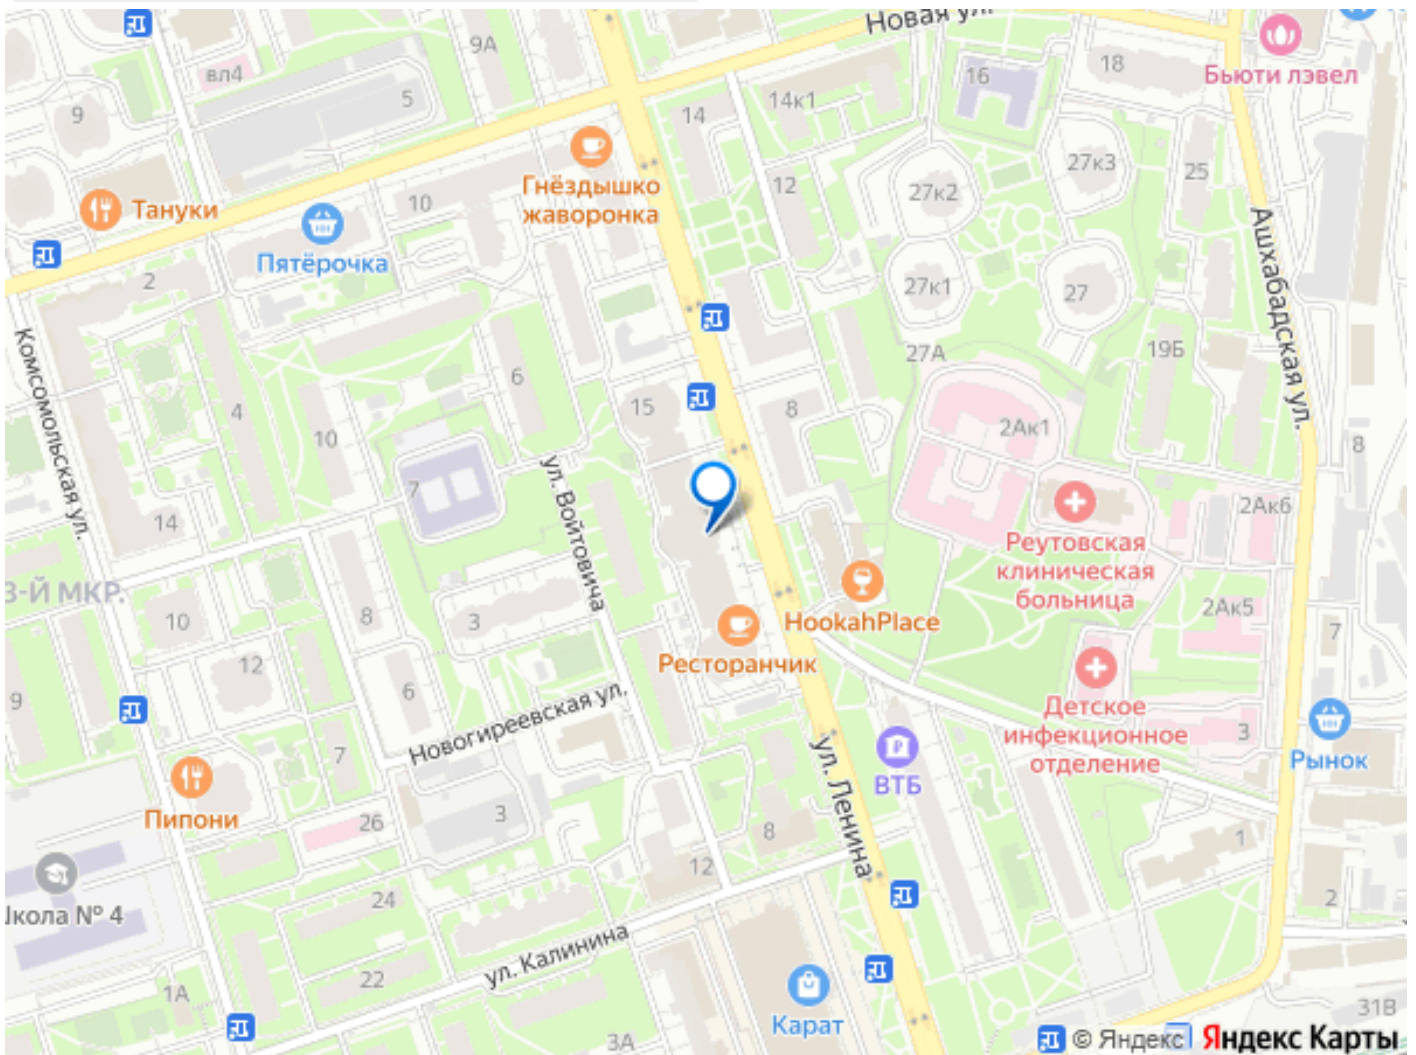 Новая ул.
9А
Бьюти лэвел
вл4
16
18
5
14к1
9
14
27к3
Гнёздышко
жаворонка
12
27к2
25
Тануки
10
Пятёрочка
Ашхабадская ул.
2
27к1
27
Комсомольская ул.
27А
19Б
6
15
8
4
10
2Ак1
8
7
ул. Войтовича
2Ак6
14
Реутовская
клиническая
больница
3-Й МКР.
8
3
HookahPlace
2Ак5
10
7
Ресторанчик
12
6
9
Новогиреевская ул.
Детское
инфекционное
отделение
3
7
ул. Ленина
ВТБ
Рынок
Пипони
26
3
8
1
12
24
2
Школа № 4
ул. Калинина
22
1А
Карат
31В
3А
© Яндекс
Яндекс Карты